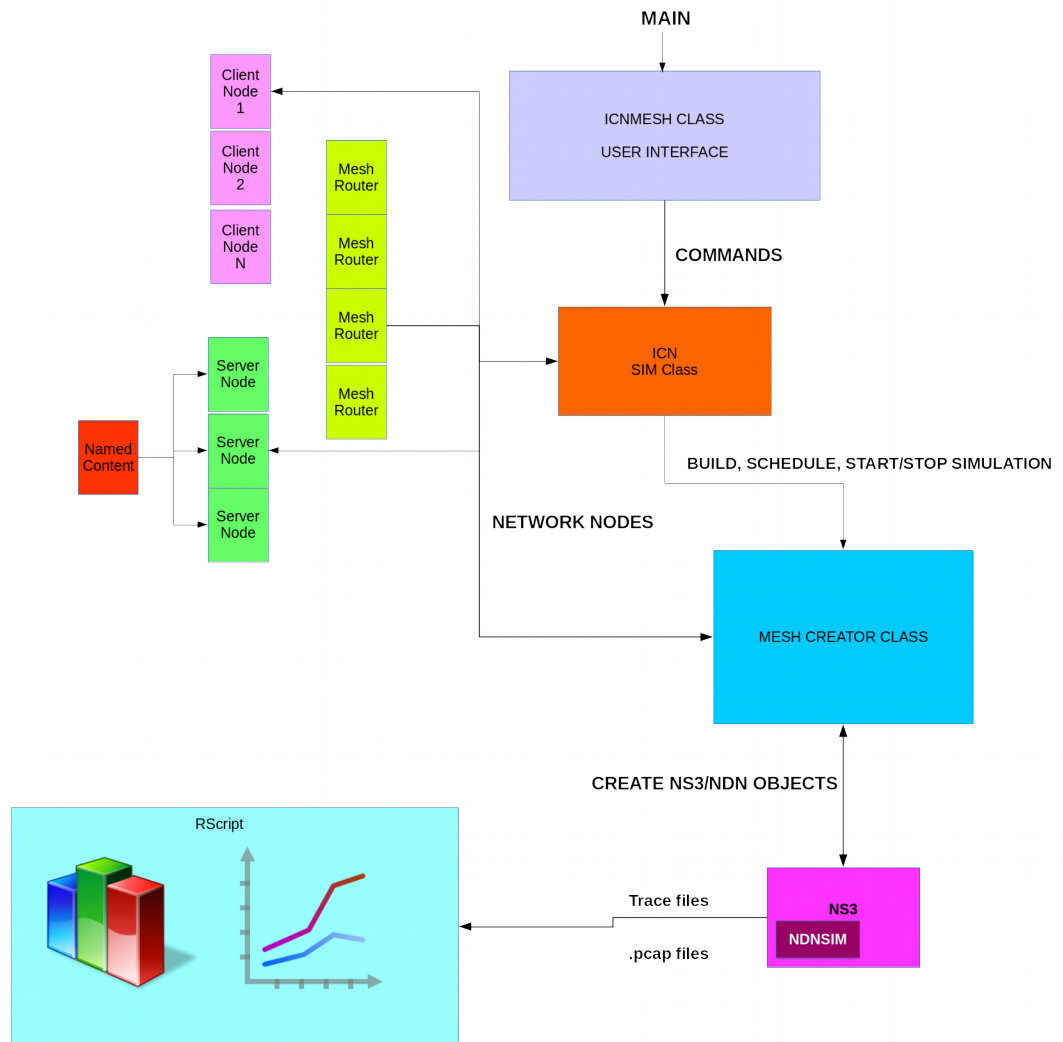 MAIN
ICNMESH CLASS
USER INTERFACE
COMMANDS
ICN
SIM Class
BUILD, SCHEDULE, START/STOP SIMULATION
Client
Node
1
Client
Node
2
Client
Node
N
Mesh
Router
Mesh
Router
Mesh
Router
Mesh
Router
Server
Node
Server
Node
Server
Node
Named
Content
NETWORK NODES
MESH CREATOR CLASS
CREATE NS3/NDN OBJECTS
RScript
Trace files
.pcap files
NS3
NDNSIM